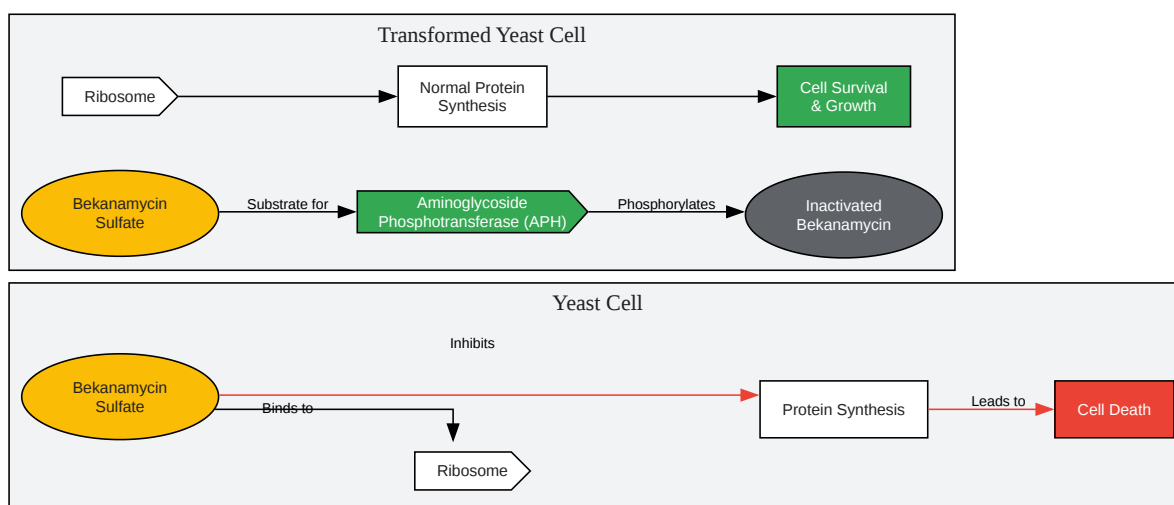 Transformed Yeast Cell
Ribosome
Normal Protein
Synthesis
Cell Survival
& Growth
Bekanamycin
Sulfate
Substrate for
Aminoglycoside
Phosphotransferase (APH)
Phosphorylates
Inactivated
Bekanamycin
Yeast Cell
Inhibits
Bekanamycin
Sulfate
Binds to
Protein Synthesis
Leads to
Cell Death
Ribosome